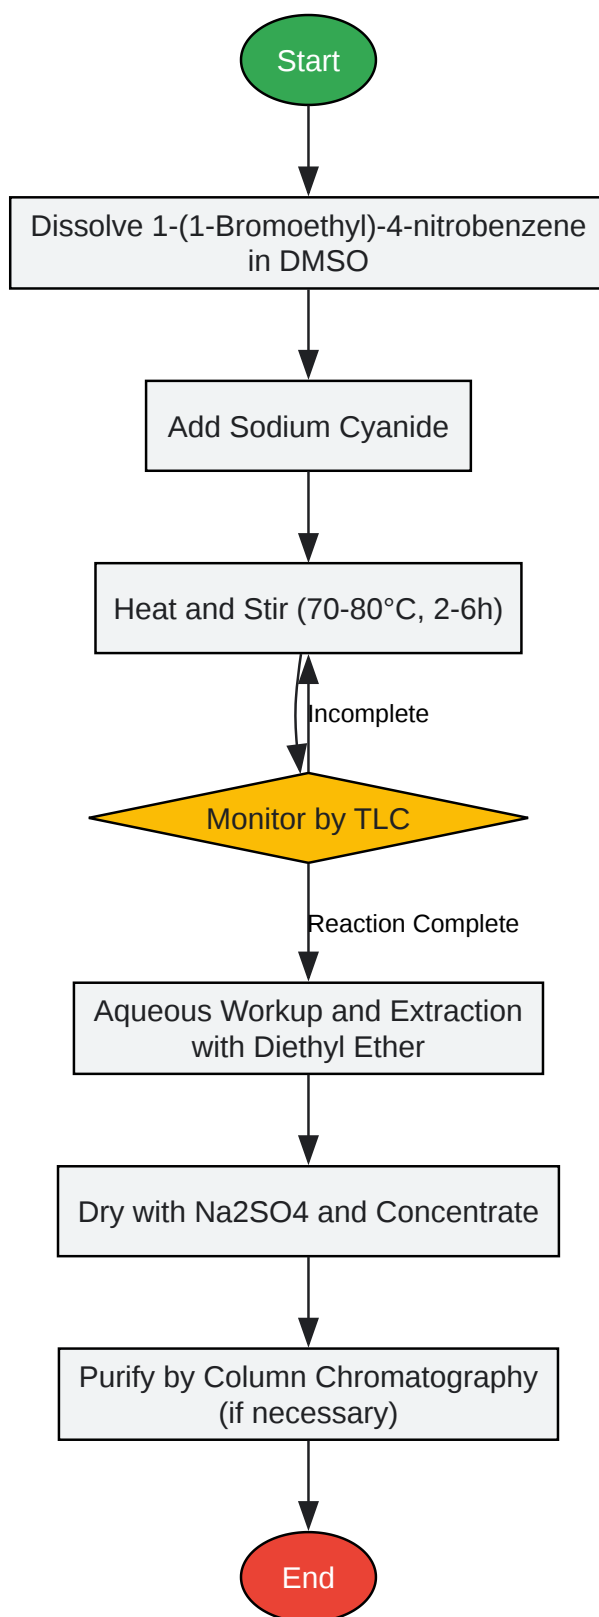 Start
Dissolve 1-(1-Bromoethyl)-4-nitrobenzene
in DMSO
Add Sodium Cyanide
Heat and Stir (70-80°C, 2-6h)
Incomplete
Monitor by TLC
Reaction Complete
Aqueous Workup and Extraction
with Diethyl Ether
Dry with Na2SO4 and Concentrate
Purify by Column Chromatography
(if necessary)
End